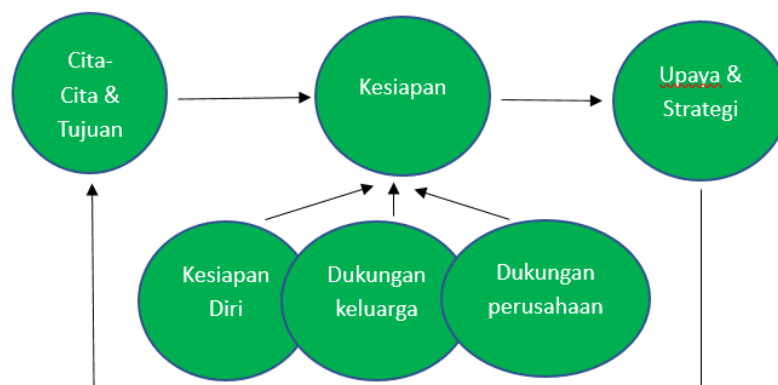 Cita-
Cita &
Tujuan
Kesiapan
Upaya &
Strategi
Kesiapan
Diri
Dukungan
keluarga
Dukungan
perusahaan